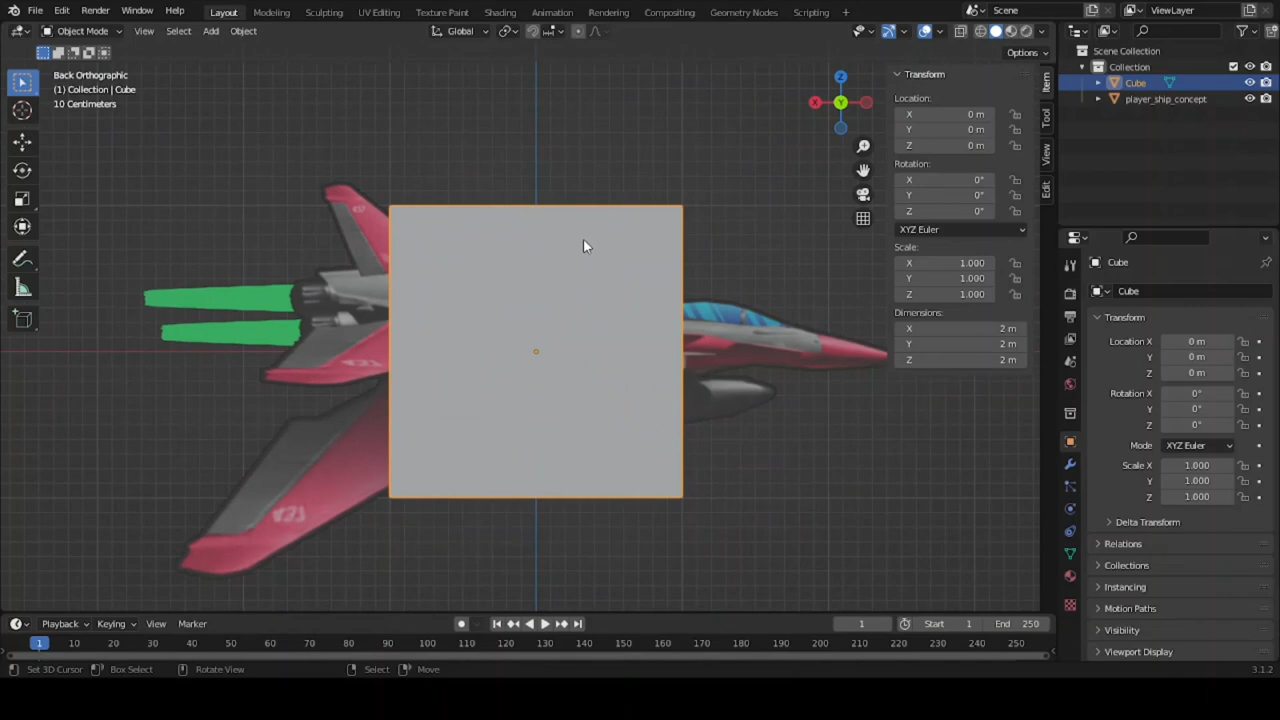 File Edit Render Window Help Layout Modeling Sculpting UV Editing Texture Paint Shading Animation Rendering Compositing Geometry Nodes Scripting + Scene ViewLayer
Object Mode View Select Add Object Global
Options
Back Orthographic
(1) Collection | Cube
10 Centimeters
Z
X
Y
Transform
Location:
X 0 m
Y 0 m
Z 0 m
Rotation:
X 0°
Y 0°
Z 0°
XYZ Euler
Scale:
X 1.000
Y 1.000
Z 1.000
Dimensions:
X 2 m
Y 2 m
Z 2 m
Item
Tool
View
Edit
Scene Collection
Collection
Cube
player_ship_concept
Cube
Cube
Transform
Location X 0 m
Y 0 m
Z 0 m
Rotation X 0°
Y 0°
Z 0°
Mode XYZ Euler
Scale X 1.000
Y 1.000
Z 1.000
Delta Transform
Relations
Collections
Instancing
Motion Paths
Visibility
Viewport Display
Playback Keying View Marker 1 Start 1 End 250
1 10 20 30 40 50 60 70 80 90 100 110 120 130 140 150 160 170 180 190 200 210 220 230 240 250
Set 3D Cursor Box Select Rotate View Select Move 3.1.2